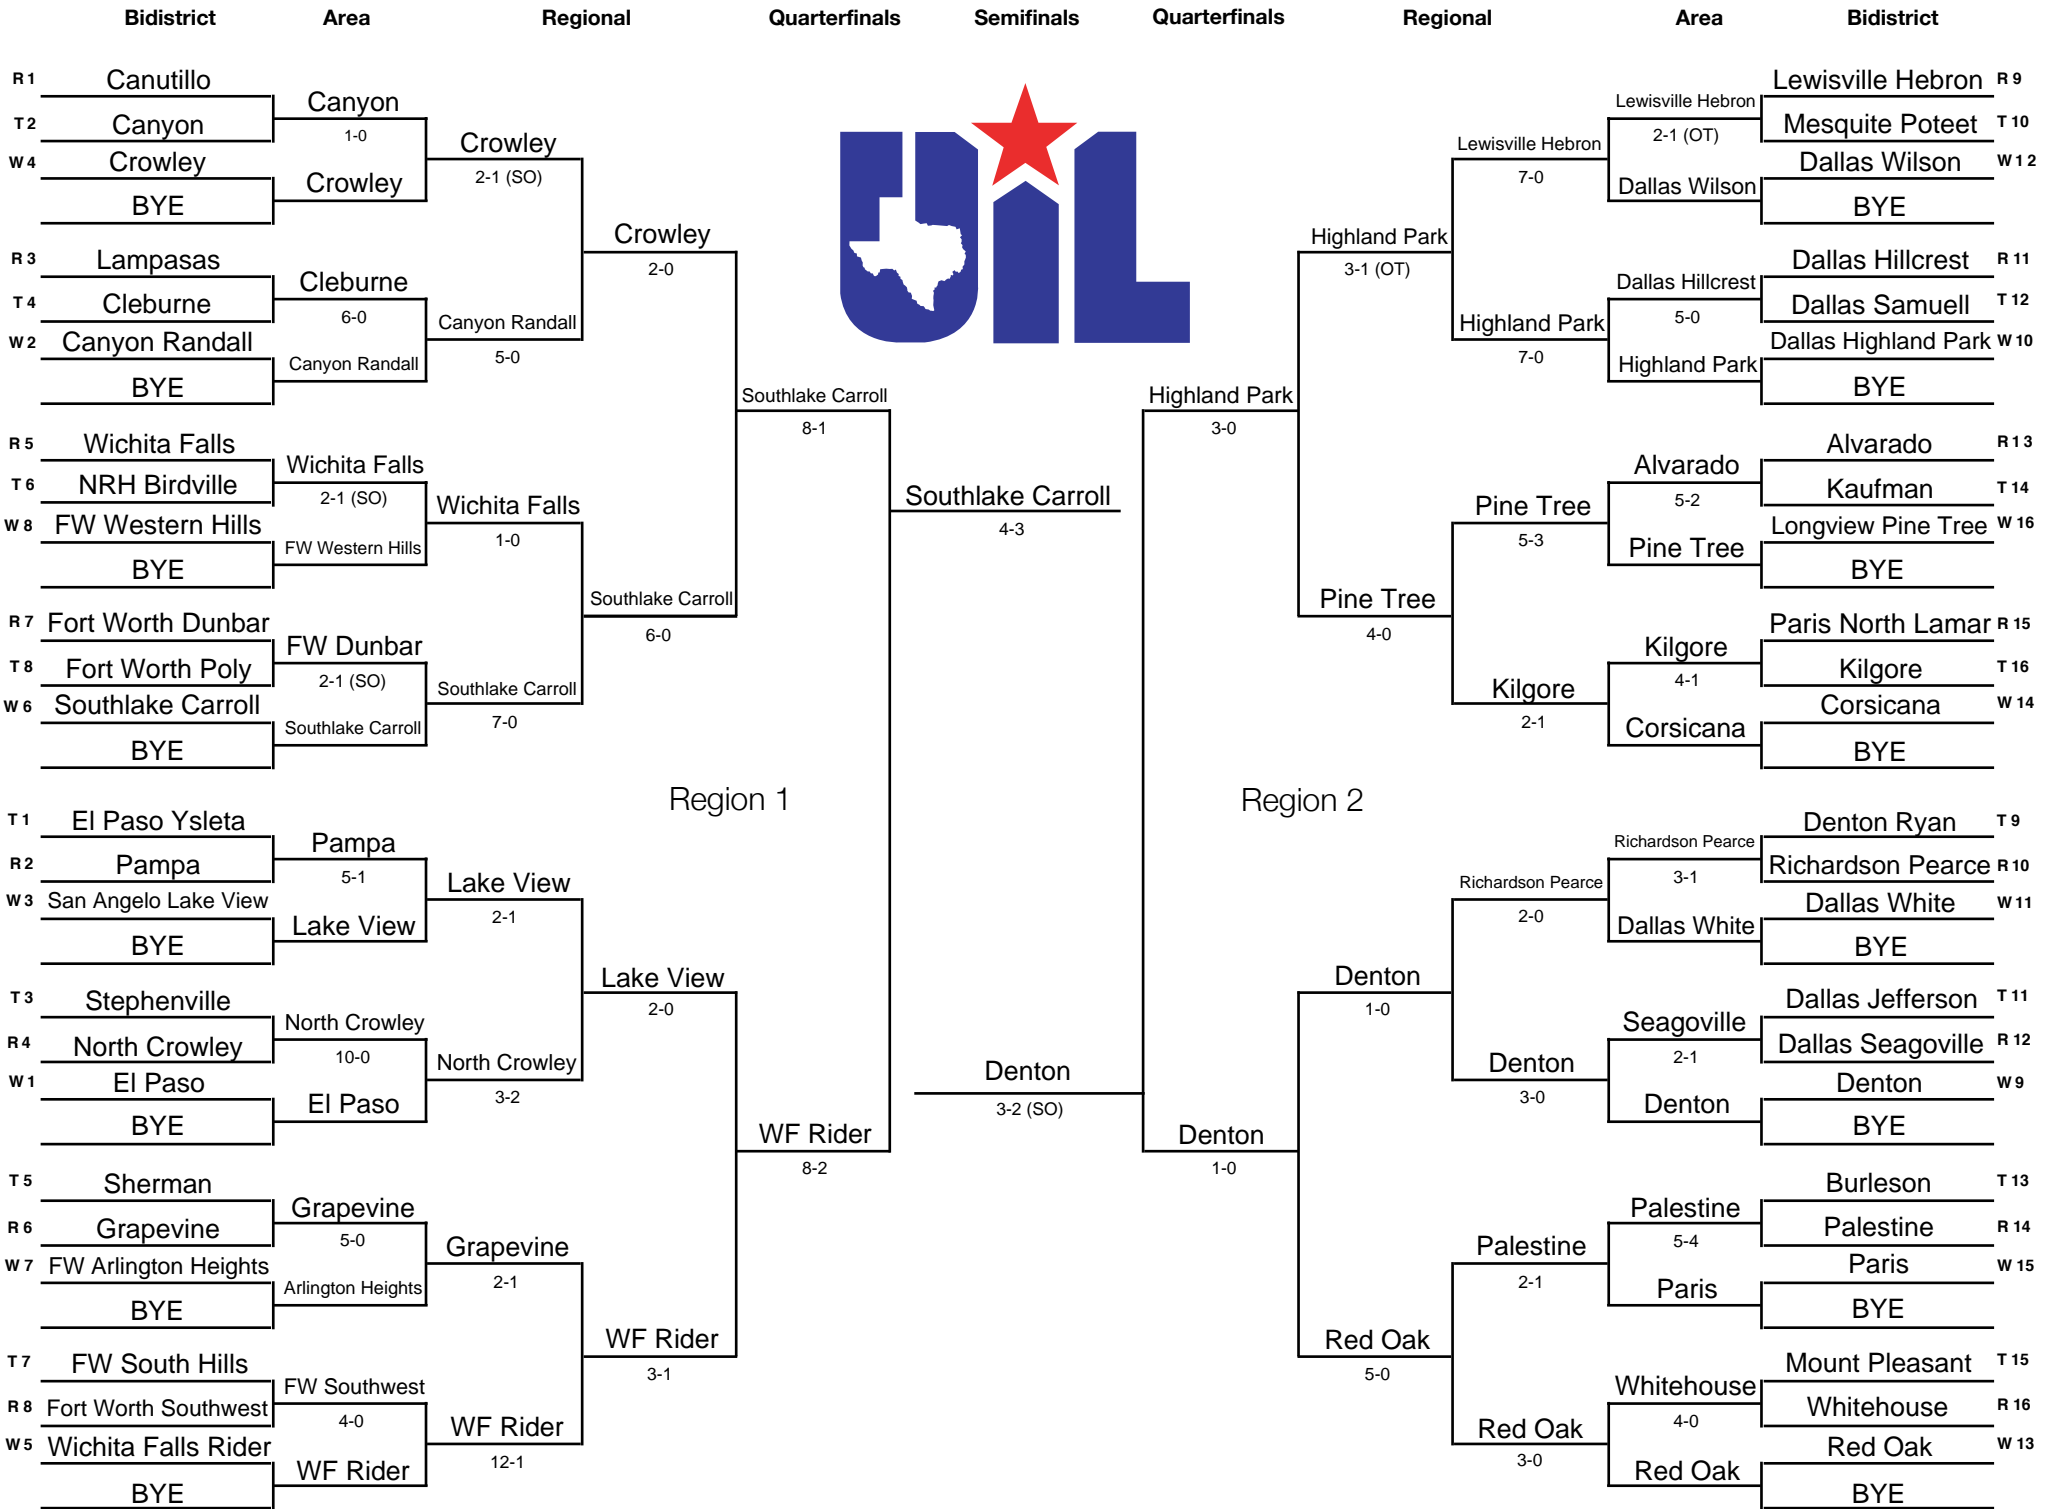 Bidistrict Area Regional Quarterfinals Semifinals Quarterfinals Regional Area Bidistrict
R 1 Canutillo
Canyon
T 2 Canyon
1-0
Crowley
W 4 Crowley
2-1 (SO)
Crowley
BYE
Crowley
R 3 Lampasas
2-0
Cleburne
T 4 Cleburne
6-0
Canyon Randall
W 2 Canyon Randall
5-0
Canyon Randall
BYE
Southlake Carroll
8-1
R 5 Wichita Falls
Wichita Falls
T 6 NRH Birdville
2-1 (SO)
Wichita Falls
W 8 FW Western Hills
1-0
FW Western Hills
BYE
Southlake Carroll
R 7 Fort Worth Dunbar
6-0
FW Dunbar
T 8 Fort Worth Poly
2-1 (SO)
Southlake Carroll
W 6 Southlake Carroll
7-0
Southlake Carroll
BYE
Southlake Carroll
4-3
Region 1
T 1 El Paso Ysleta
Pampa
R 2 Pampa
5-1
Lake View
W 3 San Angelo Lake View
2-1
Lake View
BYE
Lake View
T 3 Stephenville
2-0
North Crowley
R 4 North Crowley
10-0
North Crowley
W 1 El Paso
3-2
El Paso
BYE
WF Rider
8-2
T 5 Sherman
Grapevine
R 6 Grapevine
5-0
Grapevine
W 7 FW Arlington Heights
2-1
Arlington Heights
BYE
WF Rider
T 7 FW South Hills
3-1
FW Southwest
R 8 Fort Worth Southwest
4-0
WF Rider
W 5 Wichita Falls Rider
12-1
WF Rider
BYE
UIL
Lewisville Hebron R 9
Lewisville Hebron
Mesquite Poteet T 10
2-1 (OT)
Lewisville Hebron
Dallas Wilson W 1 2
7-0
Dallas Wilson
BYE
Highland Park
Dallas Hillcrest R 11
3-1 (OT)
Dallas Hillcrest
Dallas Samuell T 12
5-0
Highland Park
Dallas Highland Park W 10
7-0
Highland Park
BYE
Highland Park
3-0
Alvarado R 1 3
Alvarado
Kaufman T 14
5-2
Pine Tree
Longview Pine Tree W 16
5-3
Pine Tree
BYE
Pine Tree
Paris North Lamar R 15
4-0
Kilgore
Kilgore T 16
4-1
Kilgore
Corsicana W 14
2-1
Corsicana
BYE
Region 2
Denton Ryan T 9
Richardson Pearce
Richardson Pearce R 10
3-1
Richardson Pearce
Dallas White W 11
2-0
Dallas White
BYE
Denton
Dallas Jefferson T 11
1-0
Seagoville
Dallas Seagoville R 12
2-1
Denton
Denton W 9
3-0
Denton
BYE
Denton
3-2 (SO)
Denton
1-0
Burleson T 13
Palestine
Palestine R 14
5-4
Palestine
Paris W 15
2-1
Paris
BYE
Red Oak
Mount Pleasant T 15
5-0
Whitehouse
Whitehouse R 16
4-0
Red Oak
Red Oak W 13
3-0
Red Oak
BYE